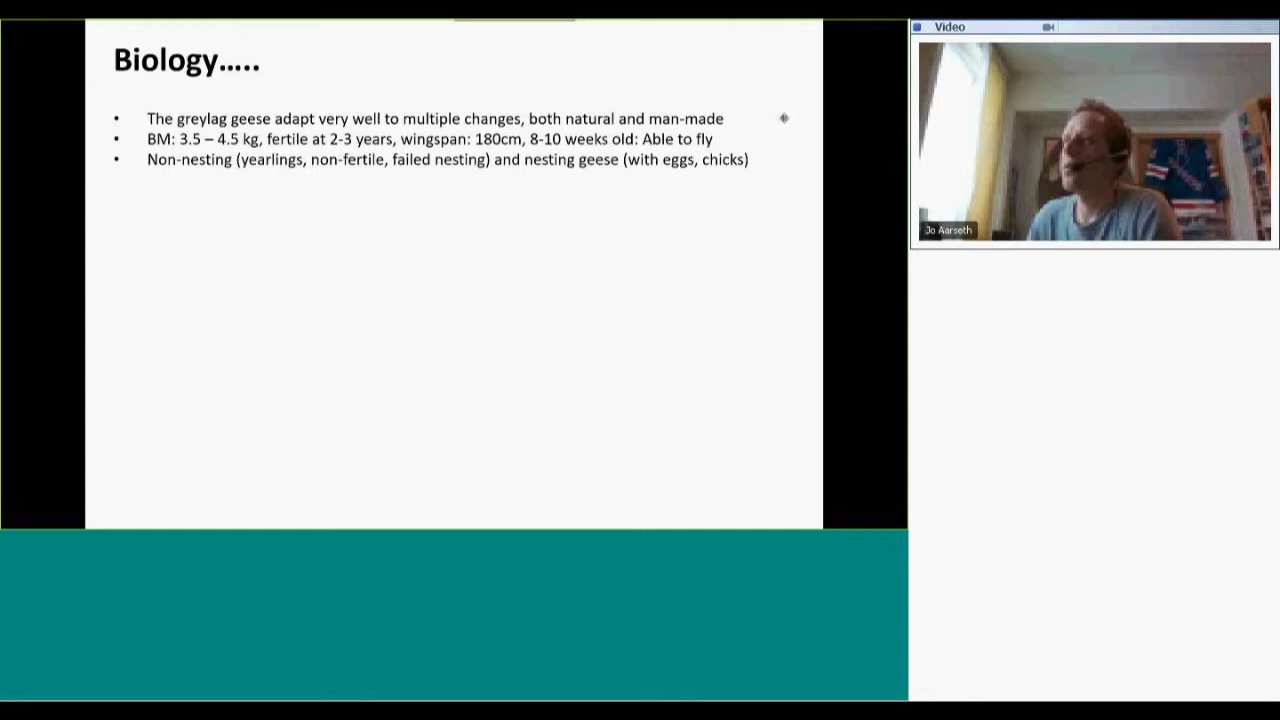 Biology.....
• The greylag geese adapt very well to multiple changes, both natural and man-made
• BM: 3.5 – 4.5 kg, fertile at 2-3 years, wingspan: 180cm, 8-10 weeks old: Able to fly
• Non-nesting (yearlings, non-fertile, failed nesting) and nesting geese (with eggs, chicks)
Video
Jo Aarseth